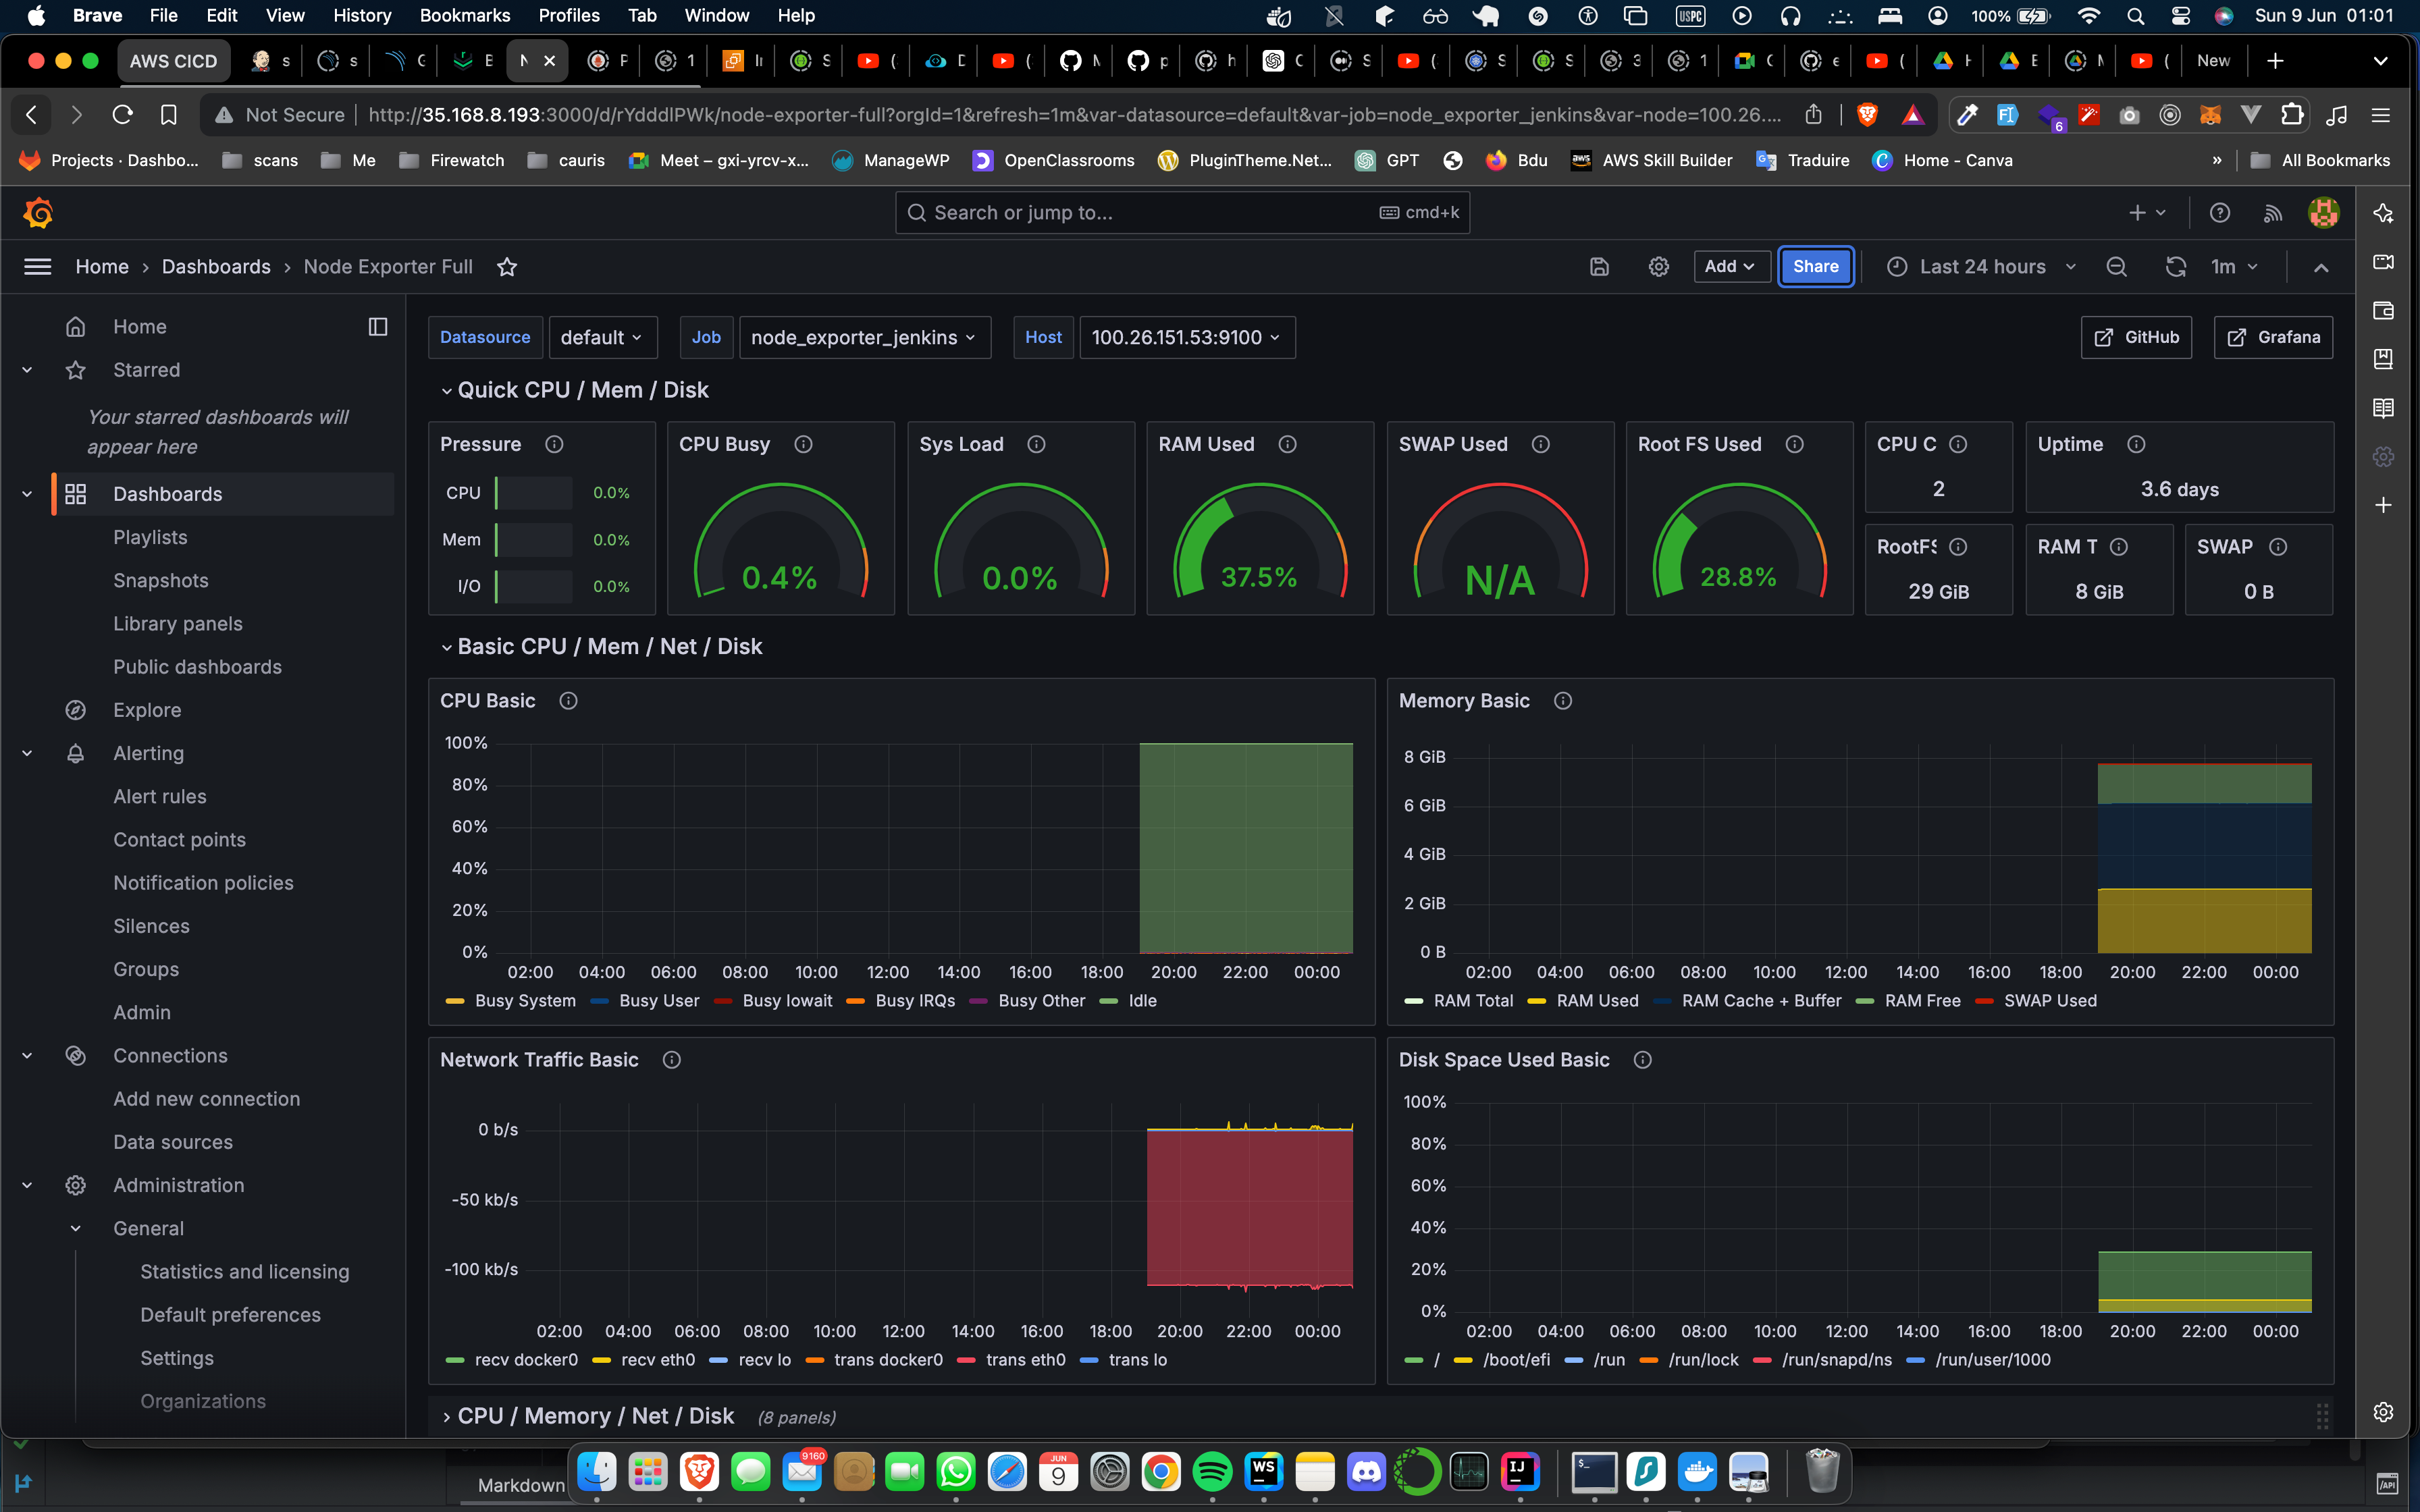 Brave File Edit View History Bookmarks Profiles Tab Window Help 100% Sun 9 Jun 01:01
AWS CICD New
Not Secure http://35.168.8.193:3000/d/rYdddlPWk/node-exporter-full?orgId=1&refresh=1m&var-datasource=default&var-job=node_exporter_jenkins&var-node=100.26.... 6
Projects · Dashbo... scans Me Firewatch cauris Meet – gxi-yrcv-x... ManageWP OpenClassrooms PluginTheme.Net... GPT Bdu AWS Skill Builder Traduire Home - Canva » All Bookmarks
Search or jump to... cmd+k
Home › Dashboards › Node Exporter Full Add Share Last 24 hours 1m
Home
Starred
Your starred dashboards will
appear here
Dashboards
Playlists
Snapshots
Library panels
Public dashboards
Explore
Alerting
Alert rules
Contact points
Notification policies
Silences
Groups
Admin
Connections
Add new connection
Data sources
Administration
General
Statistics and licensing
Default preferences
Settings
Organizations
Datasource default Job node_exporter_jenkins Host 100.26.151.53:9100 GitHub Grafana
Quick CPU / Mem / Disk
Pressure
CPU 0.0%
Mem 0.0%
I/O 0.0%
CPU Busy
0.4%
Sys Load
0.0%
RAM Used
37.5%
SWAP Used
N/A
Root FS Used
28.8%
CPU C
2
Uptime
3.6 days
RootFS
29 GiB
RAM T
8 GiB
SWAP
0 B
Basic CPU / Mem / Net / Disk
CPU Basic
100%
80%
60%
40%
20%
0%
02:00 04:00 06:00 08:00 10:00 12:00 14:00 16:00 18:00 20:00 22:00 00:00
Busy System Busy User Busy Iowait Busy IRQs Busy Other Idle
Memory Basic
8 GiB
6 GiB
4 GiB
2 GiB
0 B
02:00 04:00 06:00 08:00 10:00 12:00 14:00 16:00 18:00 20:00 22:00 00:00
RAM Total RAM Used RAM Cache + Buffer RAM Free SWAP Used
Network Traffic Basic
0 b/s
-50 kb/s
-100 kb/s
02:00 04:00 06:00 08:00 10:00 12:00 14:00 16:00 18:00 20:00 22:00 00:00
recv docker0 recv eth0 recv lo trans docker0 trans eth0 trans lo
Disk Space Used Basic
100%
80%
60%
40%
20%
0%
02:00 04:00 06:00 08:00 10:00 12:00 14:00 16:00 18:00 20:00 22:00 00:00
/ /boot/efi /run /run/lock /run/snapd/ns /run/user/1000
CPU / Memory / Net / Disk (8 panels)
Markdown
9160
JUN
9
WS
IJ